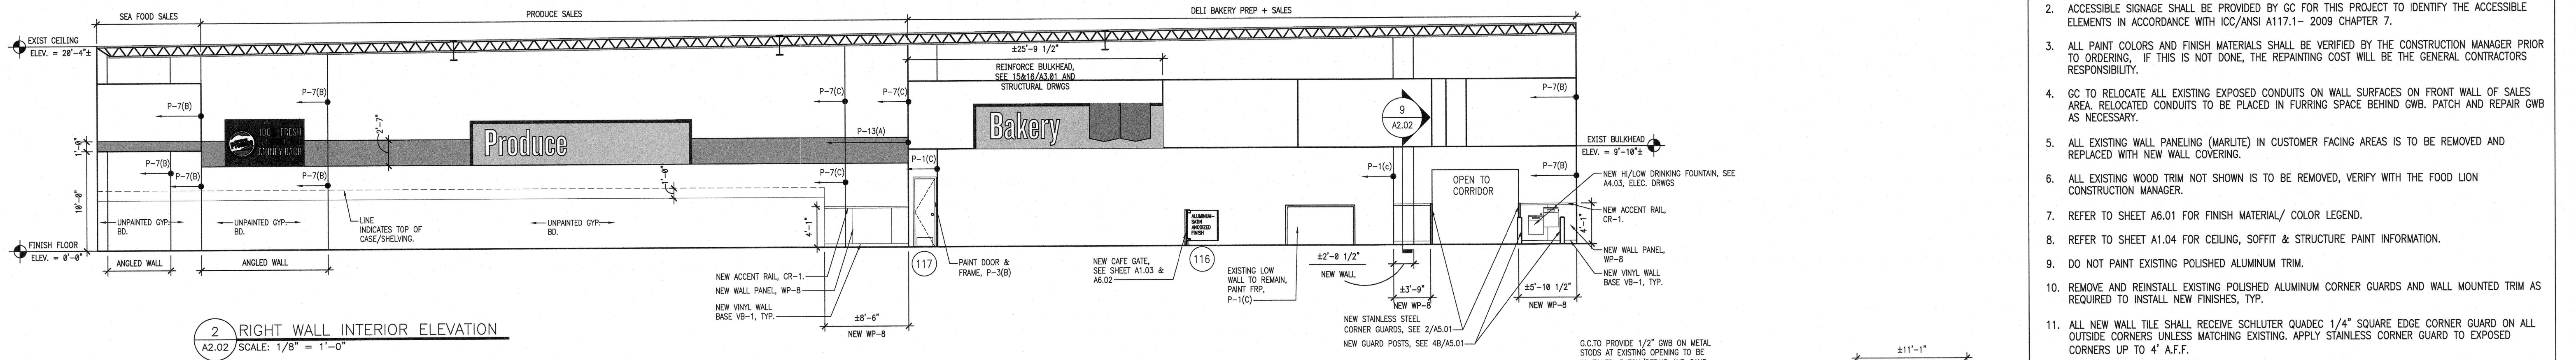 SEA FOOD SALES
PRODUCE SALES
DELI BAKERY PREP + SALES
EXIST CEILING
ELEV. = 20'-4"±
±25'-9 1/2"
REINFORCE BULKHEAD,
SEE 15&16/A3.01 AND
STRUCTURAL DRWGS
P-7(B)
P-7(B)
P-7(C)
P-7(C)
P-7(B)
9
A2.02
FRESH
MONEY BACK
2'-7"
Produce
P-13(A)
Bakery
EXIST BULKHEAD
ELEV. = 9'-10"±
1'-0"
P-7(B)
P-7(B)
P-7(B)
1'-0"
P-7(C)
P-1(C)
P-1(c)
P-7(B)
10'-0"
UNPAINTED GYP.
BD.
UNPAINTED GYP.
BD.
LINE
INDICATES TOP OF
CASE/SHELVING.
UNPAINTED GYP.
BD.
4'-1"
ALUMINUM-
SATIN
ANODIZED
FINISH
OPEN TO
CORRIDOR
4'-1"
NEW HI/LOW DRINKING FOUNTAIN, SEE
A4.03, ELEC. DRWGS
NEW ACCENT RAIL,
CR-1.
NEW WALL PANEL,
WP-8
NEW VINYL WALL
BASE VB-1, TYP.
FINISH FLOOR
ELEV. = 0'-0"
ANGLED WALL
ANGLED WALL
NEW ACCENT RAIL, CR-1.
NEW WALL PANEL, WP-8
NEW VINYL WALL
BASE VB-1, TYP.
±8'-6"
NEW WP-8
117
PAINT DOOR &
FRAME, P-3(B)
NEW CAFE GATE,
SEE SHEET A1.03 &
A6.02
116
EXISTING LOW
WALL TO REMAIN,
PAINT FRP,
P-1(C)
±2'-0 1/2"
NEW WALL
±3'-9"
NEW WP-8
±5'-10 1/2"
NEW WP-8
NEW STAINLESS STEEL
CORNER GUARDS, SEE 2/A5.01
NEW GUARD POSTS, SEE 4B/A5.01
2
A2.02
RIGHT WALL INTERIOR ELEVATION
SCALE: 1/8" = 1'-0"
G.C.TO PROVIDE 1/2" GWB ON METAL
STUDS AT EXISTING OPENING TO BE
±11'-1"
2. ACCESSIBLE SIGNAGE SHALL BE PROVIDED BY GC FOR THIS PROJECT TO IDENTIFY THE ACCESSIBLE
ELEMENTS IN ACCORDANCE WITH ICC/ANSI A117.1- 2009 CHAPTER 7.
3. ALL PAINT COLORS AND FINISH MATERIALS SHALL BE VERIFIED BY THE CONSTRUCTION MANAGER PRIOR
TO ORDERING, IF THIS IS NOT DONE, THE REPAINTING COST WILL BE THE GENERAL CONTRACTORS
RESPONSIBILITY.
4. GC TO RELOCATE ALL EXISTING EXPOSED CONDUITS ON WALL SURFACES ON FRONT WALL OF SALES
AREA. RELOCATED CONDUITS TO BE PLACED IN FURRING SPACE BEHIND GWB. PATCH AND REPAIR GWB
AS NECESSARY.
5. ALL EXISTING WALL PANELING (MARLITE) IN CUSTOMER FACING AREAS IS TO BE REMOVED AND
REPLACED WITH NEW WALL COVERING.
6. ALL EXISTING WOOD TRIM NOT SHOWN IS TO BE REMOVED, VERIFY WITH THE FOOD LION
CONSTRUCTION MANAGER.
7. REFER TO SHEET A6.01 FOR FINISH MATERIAL/ COLOR LEGEND.
8. REFER TO SHEET A1.04 FOR CEILING, SOFFIT & STRUCTURE PAINT INFORMATION.
9. DO NOT PAINT EXISTING POLISHED ALUMINUM TRIM.
10. REMOVE AND REINSTALL EXISTING POLISHED ALUMINUM CORNER GUARDS AND WALL MOUNTED TRIM AS
REQUIRED TO INSTALL NEW FINISHES, TYP.
11. ALL NEW WALL TILE SHALL RECEIVE SCHLUTER QUADEC 1/4" SQUARE EDGE CORNER GUARD ON ALL
OUTSIDE CORNERS UNLESS MATCHING EXISTING. APPLY STAINLESS CORNER GUARD TO EXPOSED
CORNERS UP TO 4' A.F.F.